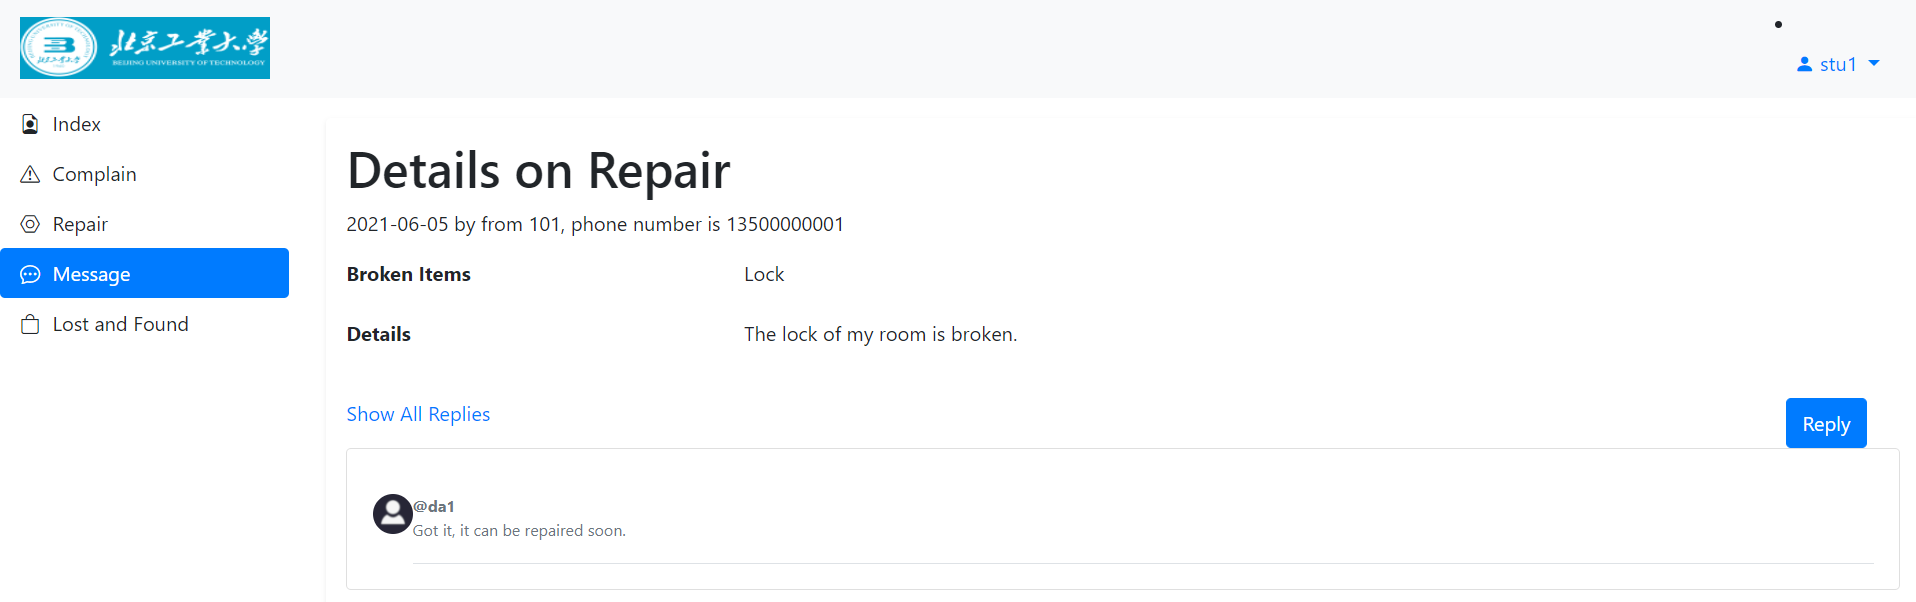 北京工业大学
BEIJING UNIVERSITY OF TECHNOLOGY
stu1
Index
Complain
Repair
Message
Lost and Found
Details on Repair
2021-06-05 by from 101, phone number is 13500000001
Broken Items Lock
Details The lock of my room is broken.
Show All Replies
Reply
@da1
Got it, it can be repaired soon.